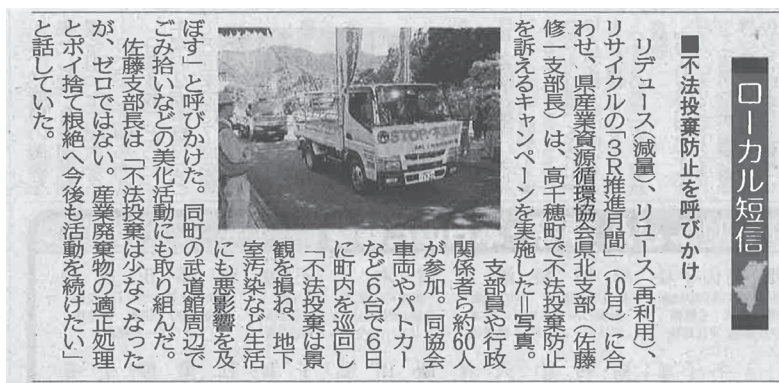 ローカル短信
■不法投棄防止を呼びかけ
リデュース(減量)、リユース(再利用)、
リサイクルの「3R推進月間」(10月)に合
わせ、県産業資源循環協会県北支部(佐藤
修一支部長)は、高千穂町で不法投棄防止
を訴えるキャンペーンを実施した=写真。
支部員や行政
関係者ら約60人
が参加。同協会
車両やパトカー
など6台で6日
に町内を巡回し
「不法投棄は景
観を損ね、地下
室汚染など生活
にも悪影響を及
ぼす」と呼びかけた。同町の武道館周辺で
ごみ拾いなどの美化活動にも取り組んだ。
佐藤支部長は「不法投棄は少なくなった
が、ゼロではない。産業廃棄物の適正処理
とポイ捨て根絶へ今後も活動を続けたい」
と話していた。
STOP!不法投棄